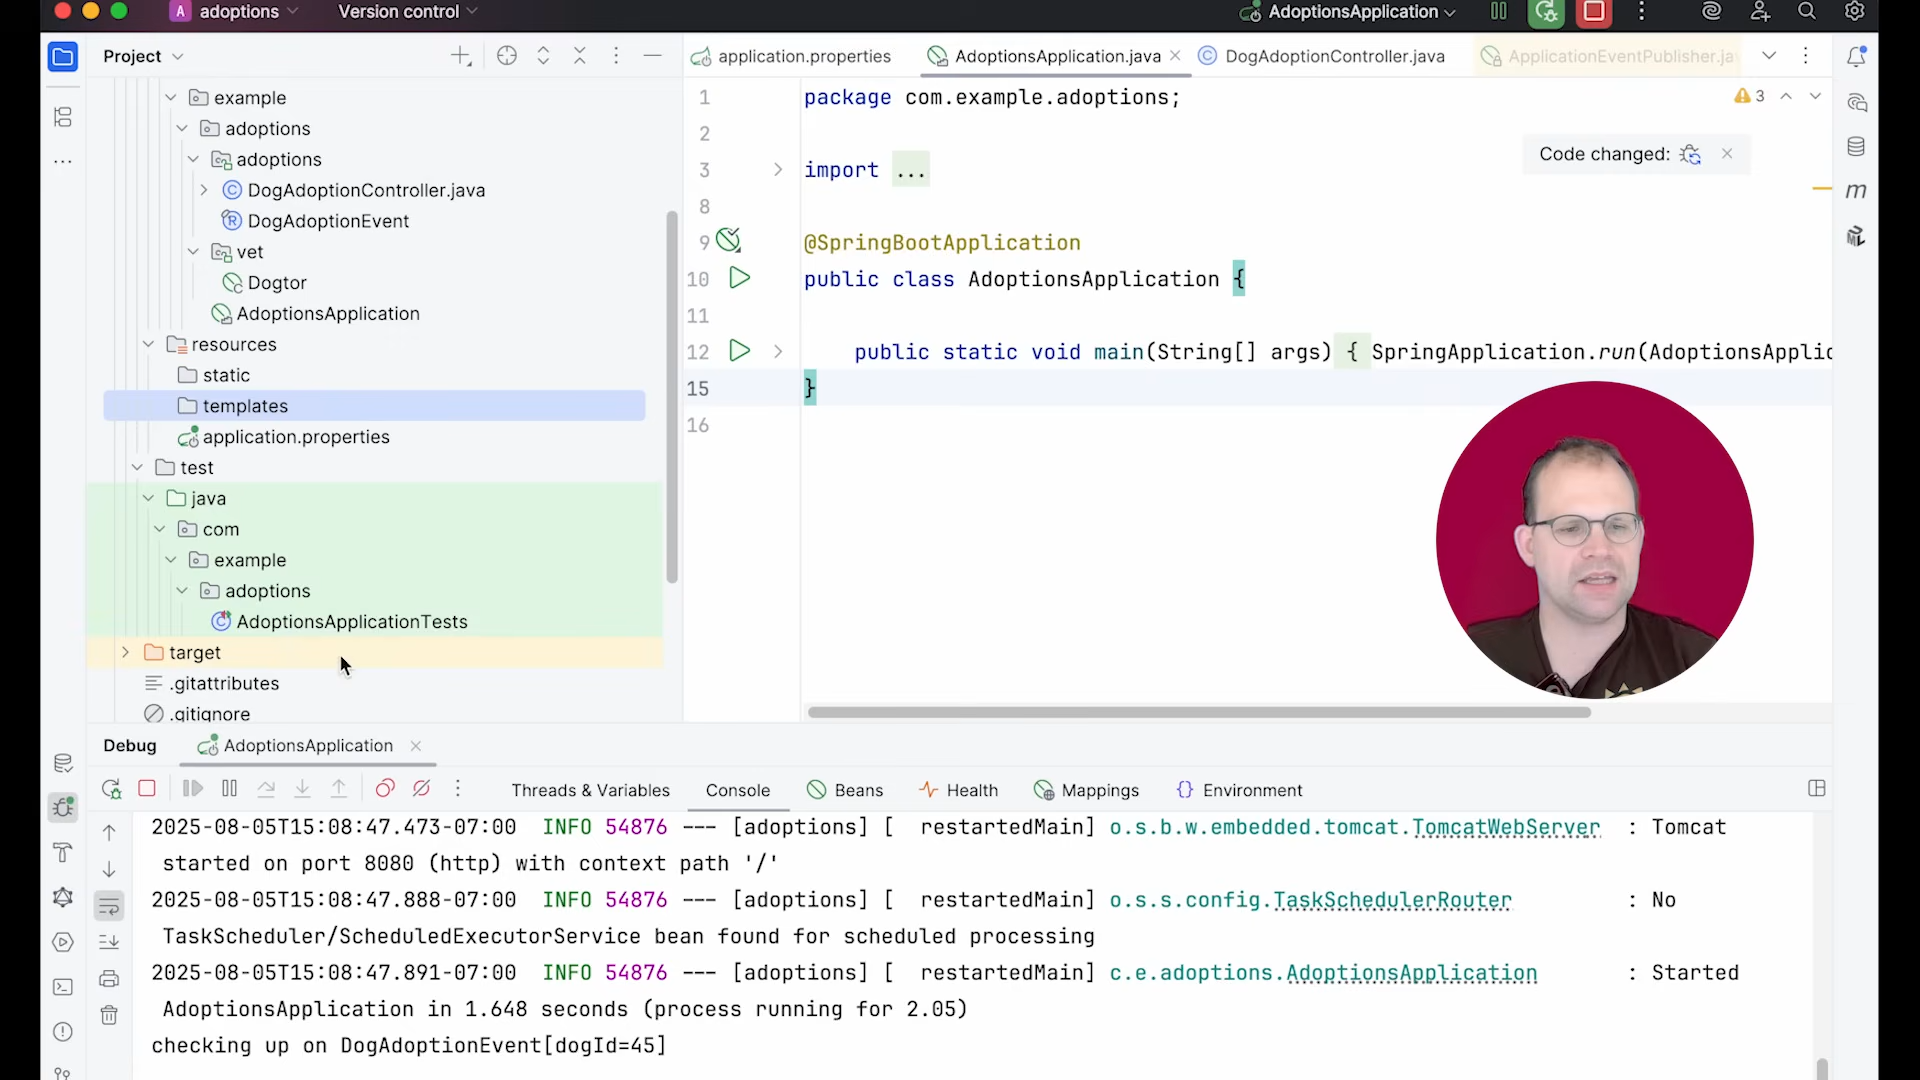 A adoptions Version control AdoptionsApplication
Project
application.properties AdoptionsApplication.java DogAdoptionController.java ApplicationEventPublisher.ja
example
adoptions
adoptions
DogAdoptionController.java
DogAdoptionEvent
vet
Dogtor
AdoptionsApplication
resources
static
templates
application.properties
test
java
com
example
adoptions
AdoptionsApplicationTests
target
.gitattributes
.gitignore
1 package com.example.adoptions;
3
2
Code changed:
3 import ...
8
9 @SpringBootApplication
10 public class AdoptionsApplication {
11
12 public static void main(String[] args) { SpringApplication.run(AdoptionsApplic
15 }
16
Debug AdoptionsApplication
Threads & Variables Console Beans Health Mappings Environment
2025-08-05T15:08:47.473-07:00 INFO 54876 --- [adoptions] [ restartedMain] o.s.b.w.embedded.tomcat.TomcatWebServer : Tomcat
started on port 8080 (http) with context path '/'
2025-08-05T15:08:47.888-07:00 INFO 54876 --- [adoptions] [ restartedMain] o.s.s.config.TaskSchedulerRouter : No
TaskScheduler/ScheduledExecutorService bean found for scheduled processing
2025-08-05T15:08:47.891-07:00 INFO 54876 --- [adoptions] [ restartedMain] c.e.adoptions.AdoptionsApplication : Started
AdoptionsApplication in 1.648 seconds (process running for 2.05)
checking up on DogAdoptionEvent[dogId=45]